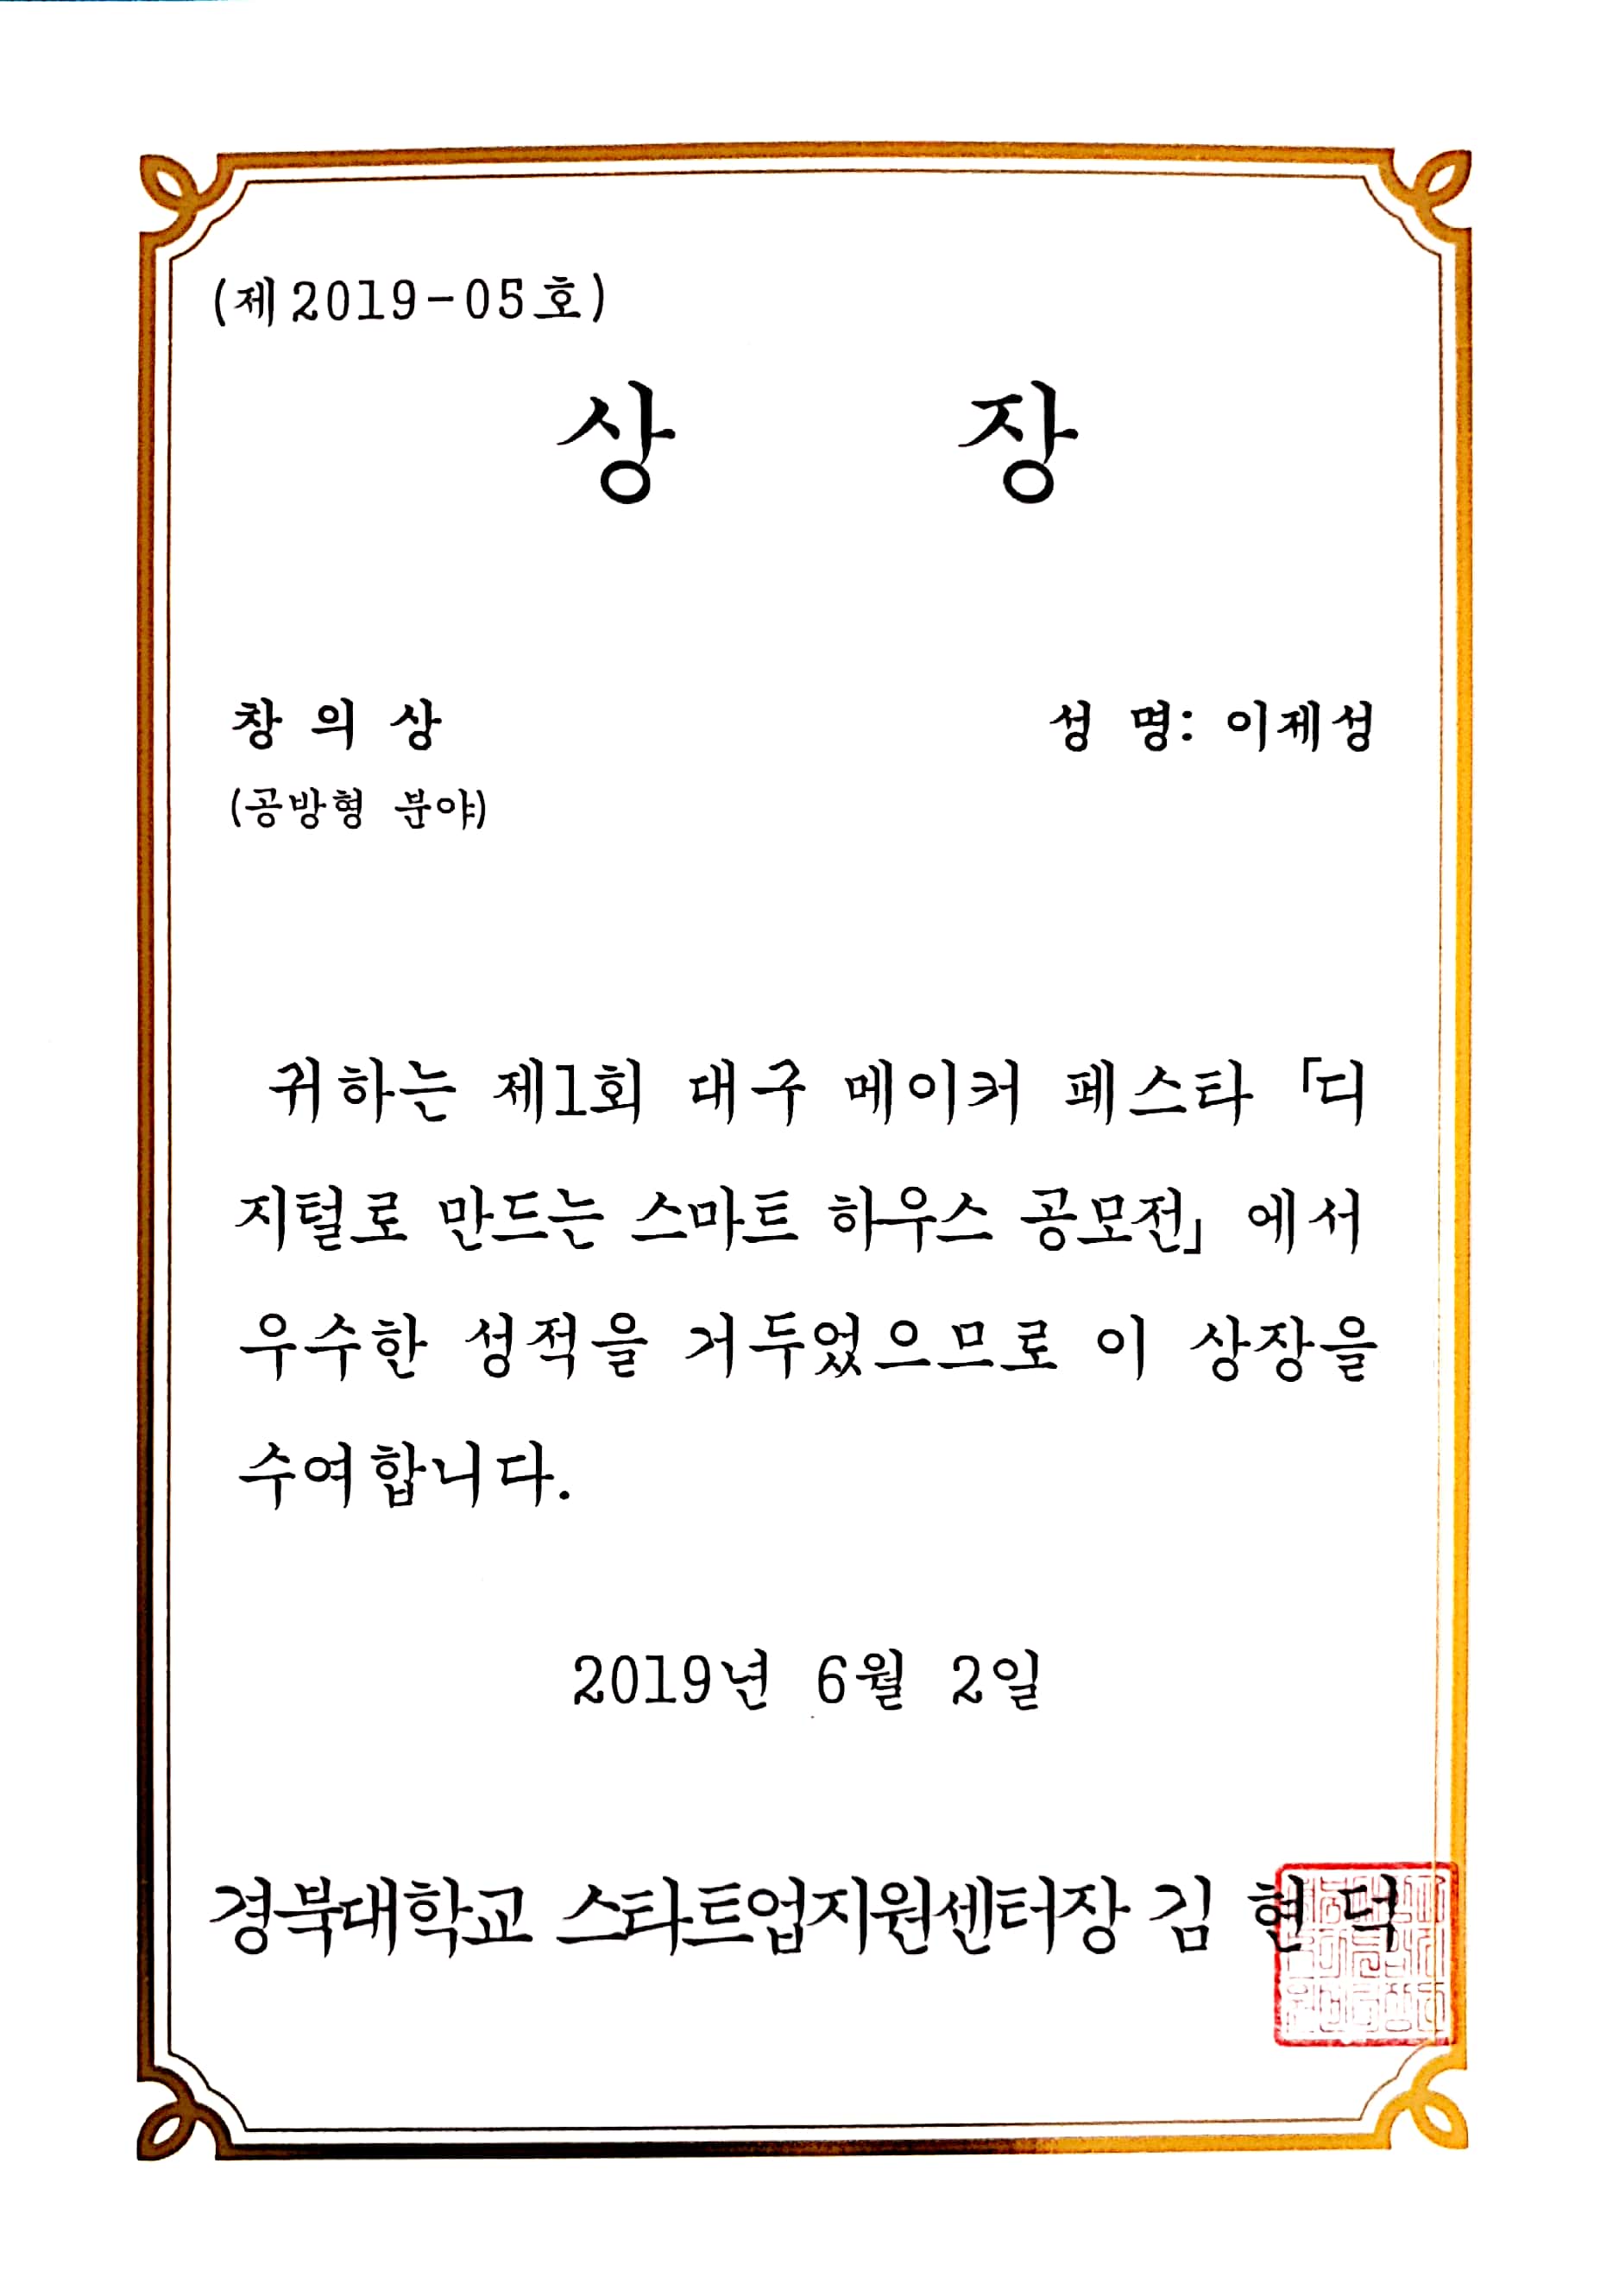 (제2019-05호)
상 장
창 의 상
성 명: 이제성
(공방형 분야)
귀하는 제1회 대구 메이커 페스타 「디
지털로 만드는 스마트 하우스 공모전」 에서
우수한 성적을 거두었으므로 이 상장을
수여합니다.
2019년 6월 2일
경북대학교 스타트업지원센터장 김 현 덕